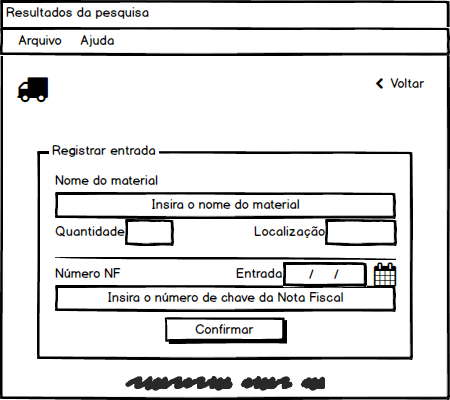 Resultados da pesquisa
Arquivo Ajuda
Voltar
Registrar entrada
Nome do material
Insira o nome do material
Quantidade Localização
Número NF Entrada / /
Insira o número de chave da Nota Fiscal
Confirmar